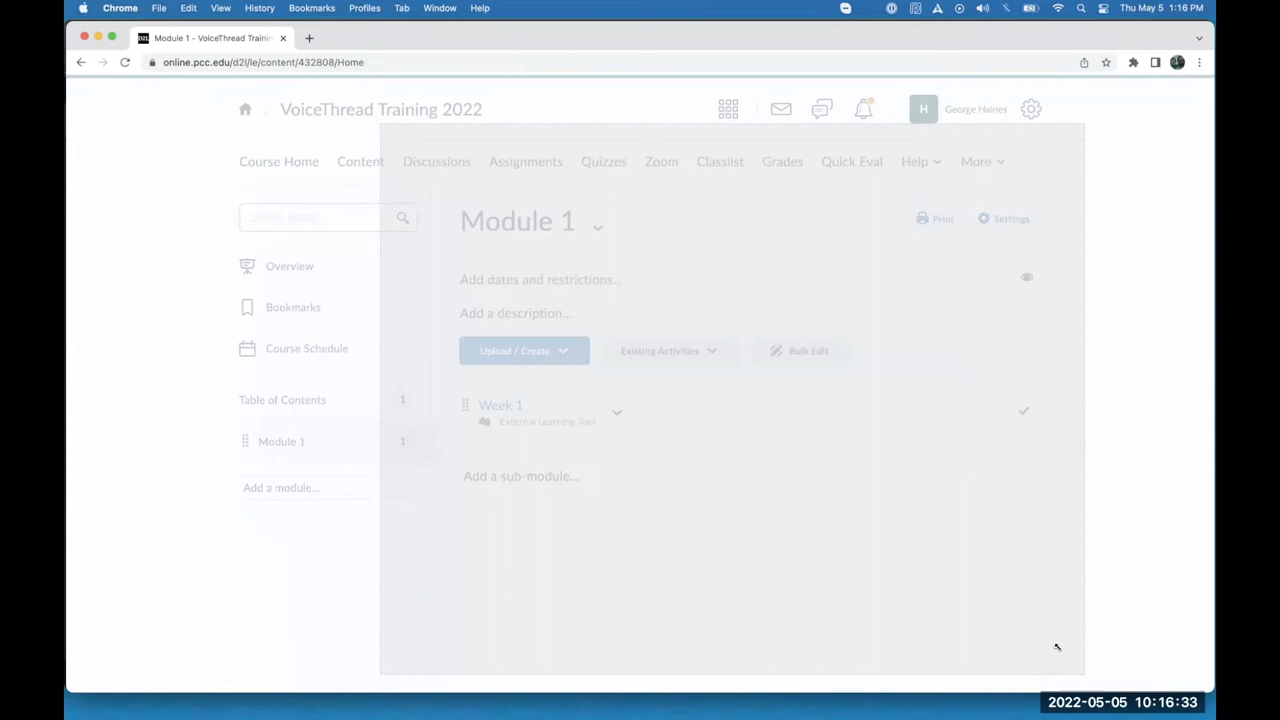 Chrome File Edit View History Bookmarks Profiles Tab Window Help Thu May 5 1:16 PM
Module 1 - VoiceThread Trainin
online.pcc.edu/d2l/le/content/432808/Home
VoiceThread Training 2022
H George Haines
Course Home Content Discussions Assignments Quizzes Zoom Classlist Grades Quick Eval Help More
Module 1
Print Settings
Overview
Add dates and restrictions...
Bookmarks
Add a description...
Course Schedule
Upload / Create Existing Activities Bulk Edit
Table of Contents 1
Week 1
External Learning Tool
Module 1 1
Add a sub-module...
Add a module...
2022-05-05 10:16:33